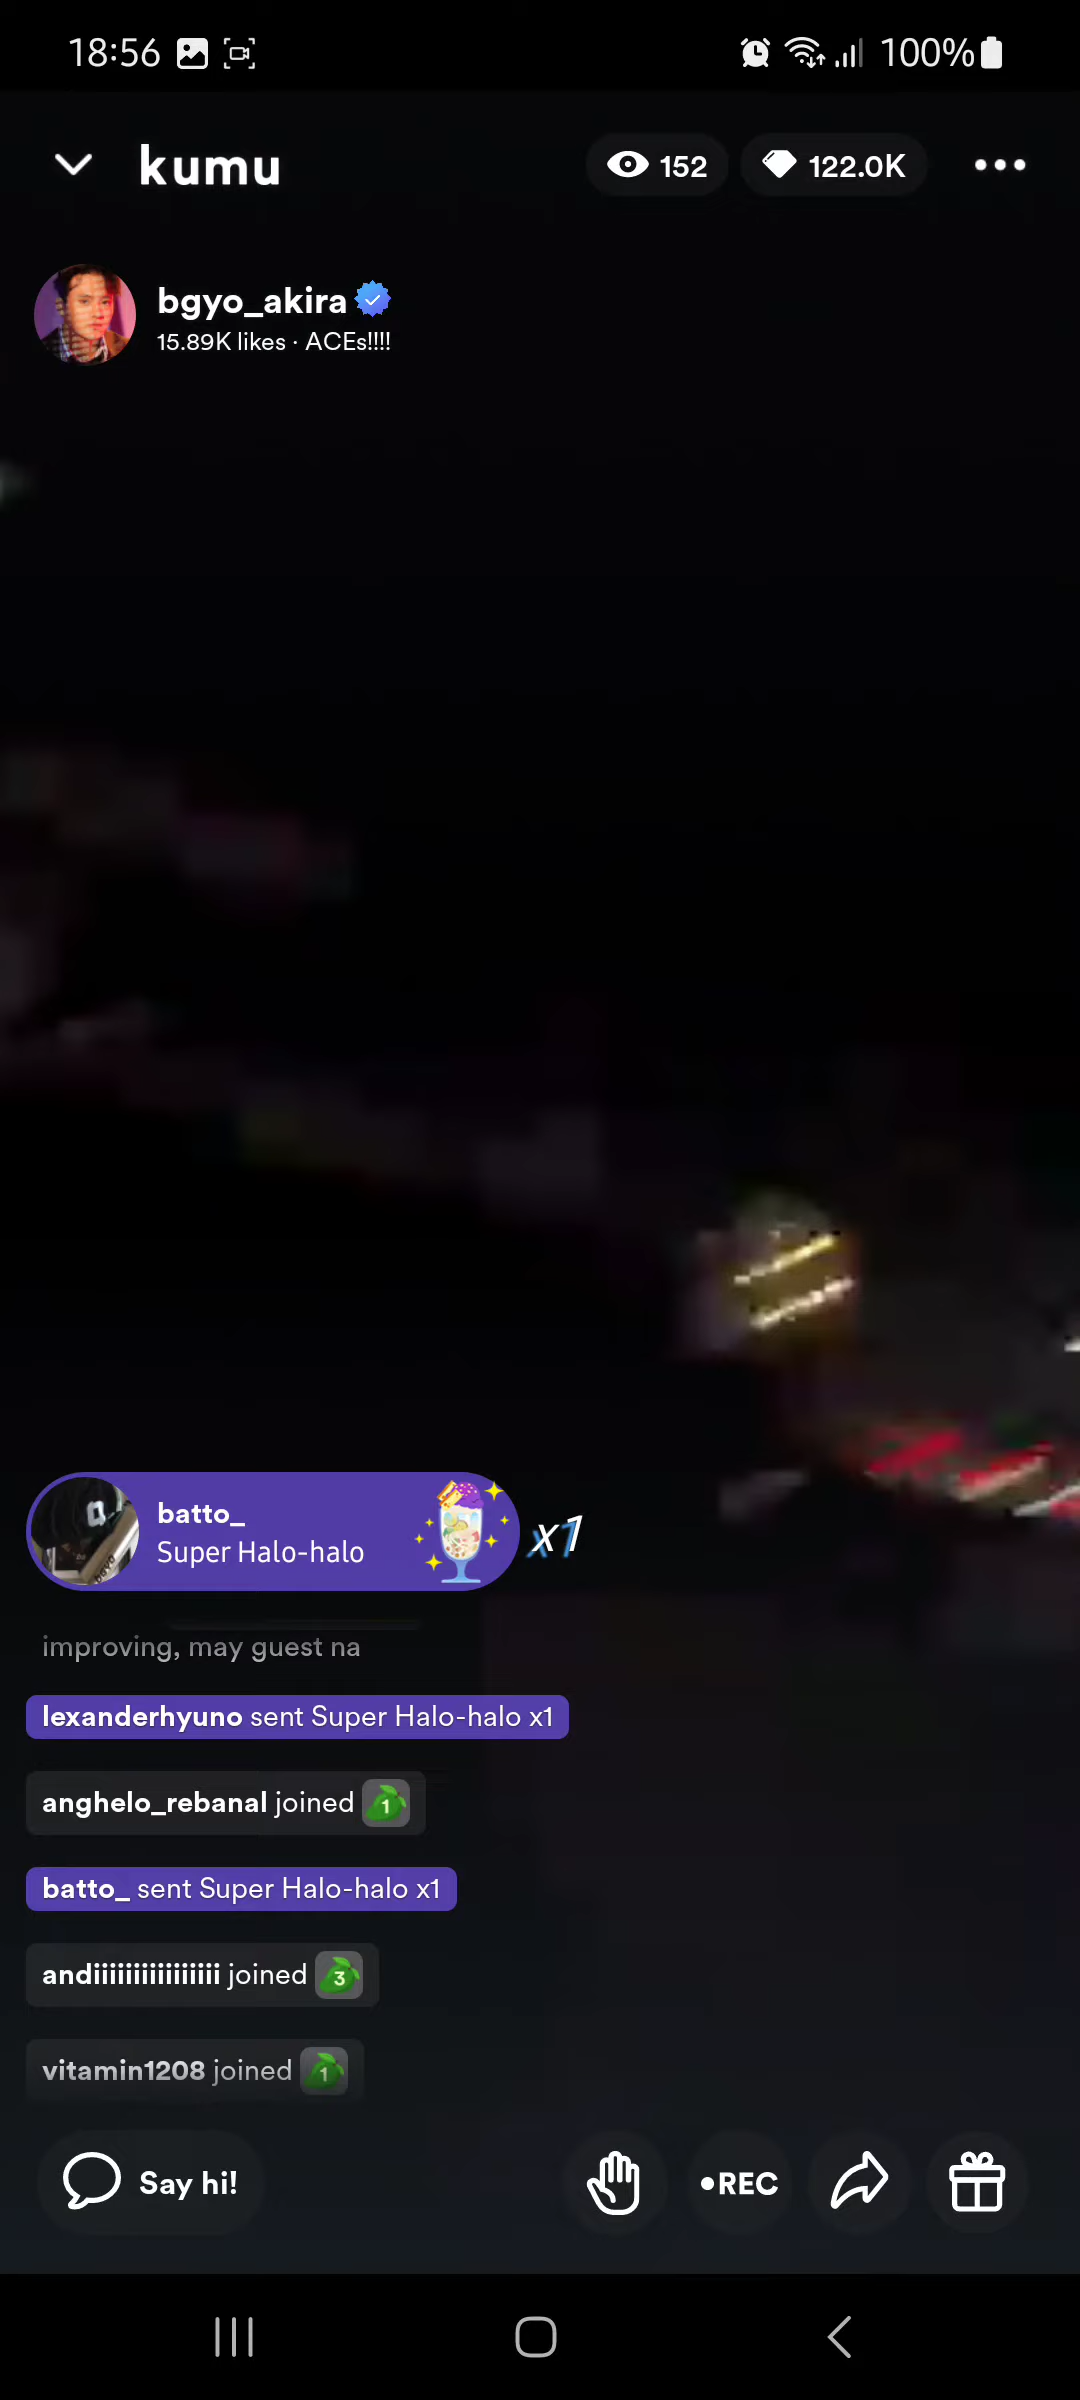 18:56
100%
kumu
152
122.0K
bgyo_akira
15.89K likes · ACEs!!!!
batto_
Super Halo-halo
x1
improving, may guest na
lexanderhyuno sent Super Halo-halo x1
anghelo_rebanal joined 1
batto_ sent Super Halo-halo x1
andiiiiiiiiiiiiiiii joined 3
vitamin1208 joined 1
Say hi!
•REC